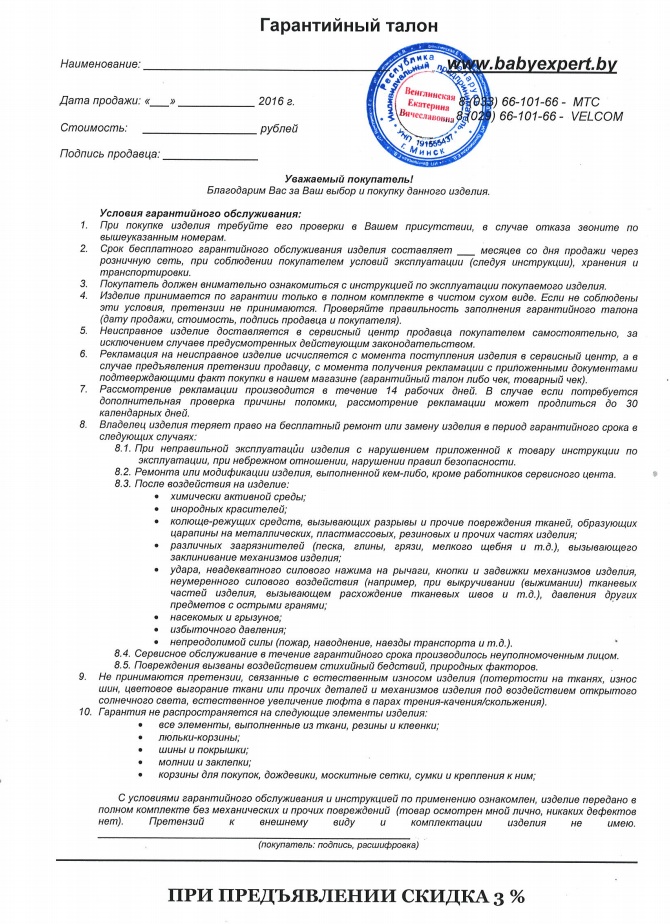 Гарантийный талон
Наименование: ____________________
www.babyexpert.by
Дата продажи: «___» ____________ 2016 г.
8-(033) 66-101-66 - МТС
Стоимость: _________________ рублей
8-(029) 66-101-66 - VELCOM
Подпись продавца: ______________
Республика Беларусь
Индивидуальный предприниматель
Венглинская
Екатерина
Вячеславовна
УНП 191555437
г. Минск
Уважаемый покупатель!
Благодарим Вас за Ваш выбор и покупку данного изделия.
Условия гарантийного обслуживания:
1. При покупке изделия требуйте его проверки в Вашем присутствии, в случае отказа звоните по
вышеуказанным номерам.
2. Срок бесплатного гарантийного обслуживания изделия составляет ___ месяцев со дня продажи через
розничную сеть, при соблюдении покупателем условий эксплуатации (следуя инструкции), хранения и
транспортировки.
3. Покупатель должен внимательно ознакомиться с инструкцией по эксплуатации покупаемого изделия.
4. Изделие принимается по гарантии только в полном комплекте в чистом сухом виде. Если не соблюдены
эти условия, претензии не принимаются. Проверяйте правильность заполнения гарантийного талона
(дату продажи, стоимость, подпись продавца и покупателя).
5. Неисправное изделие доставляется в сервисный центр продавца покупателем самостоятельно, за
исключением случаев предусмотренных действующим законодательством.
6. Рекламация на неисправное изделие исчисляется с момента поступления изделия в сервисный центр, а в
случае предъявления претензии продавцу, с момента получения рекламации с приложенными документами
подтверждающими факт покупки в нашем магазине (гарантийный талон либо чек, товарный чек).
7. Рассмотрение рекламации производится в течение 14 рабочих дней. В случае если потребуется
дополнительная проверка причины поломки, рассмотрение рекламации может продлиться до 30
календарных дней.
8. Владелец изделия теряет право на бесплатный ремонт или замену изделия в период гарантийного срока в
следующих случаях:
8.1. При неправильной эксплуатации изделия с нарушением приложенной к товару инструкции по
эксплуатации, при небрежном отношении, нарушении правил безопасности.
8.2. Ремонта или модификации изделия, выполненной кем-либо, кроме работников сервисного цента.
8.3. После воздействия на изделие:
• химически активной среды;
• инородных красителей;
• колюще-режущих средств, вызывающих разрывы и прочие повреждения тканей, образующих
царапины на металлических, пластмассовых, резиновых и прочих частях изделия;
• различных загрязнителей (песка, глины, грязи, мелкого щебня и т.д.), вызывающего
заклинивание механизмов изделия;
• удара, неадекватного силового нажима на рычаги, кнопки и задвижки механизмов изделия,
неумеренного силового воздействия (например, при выкручивании (выжимании) тканевых
частей изделия, вызывающем расхождение тканевых швов и т.д.), давления других
предметов с острыми гранями;
• насекомых и грызунов;
• избыточного давления;
• непреодолимой силы (пожар, наводнение, наезды транспорта и т.д.).
8.4. Сервисное обслуживание в течение гарантийного срока производилось неуполномоченным лицом.
8.5. Повреждения вызваны воздействием стихийный бедствий, природных факторов.
9. Не принимаются претензии, связанные с естественным износом изделия (потертости на тканях, износ
шин, цветовое выгорание ткани или прочих деталей и механизмов изделия под воздействием открытого
солнечного света, естественное увеличение люфта в парах трения-качения/скольжения).
10. Гарантия не распространяется на следующие элементы изделия:
• все элементы, выполненные из ткани, резины и клеенки;
• люльки-корзины;
• шины и покрышки;
• молнии и заклепки;
• корзины для покупок, дождевики, москитные сетки, сумки и крепления к ним;
С условиями гарантийного обслуживания и инструкцией по применению ознакомлен, изделие передано в
полном комплекте без механических и прочих повреждений (товар осмотрен мной лично, никаких дефектов
нет). Претензий к внешнему виду и комплектации изделия не имею.
(покупатель: подпись, расшифровка)
ПРИ ПРЕДЪЯВЛЕНИИ СКИДКА 3 %